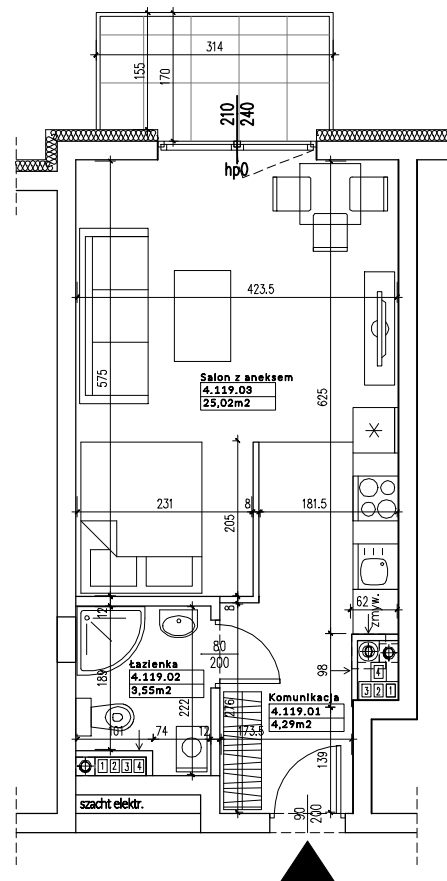 314
155
170
210
240
hp0
423.5
575
625
Salon z aneksem
4.119.03
25,02m2
231
8
181.5
205
62
zmyw.
12
8
80
200
189
Łazienka
4.119.02
3,55m2
222
276
98
4
3 2 1
Komunikacja
4.119.01
4,29m2
101
74
12
173.5
139
1 2 3 4
szacht elektr.
90
200